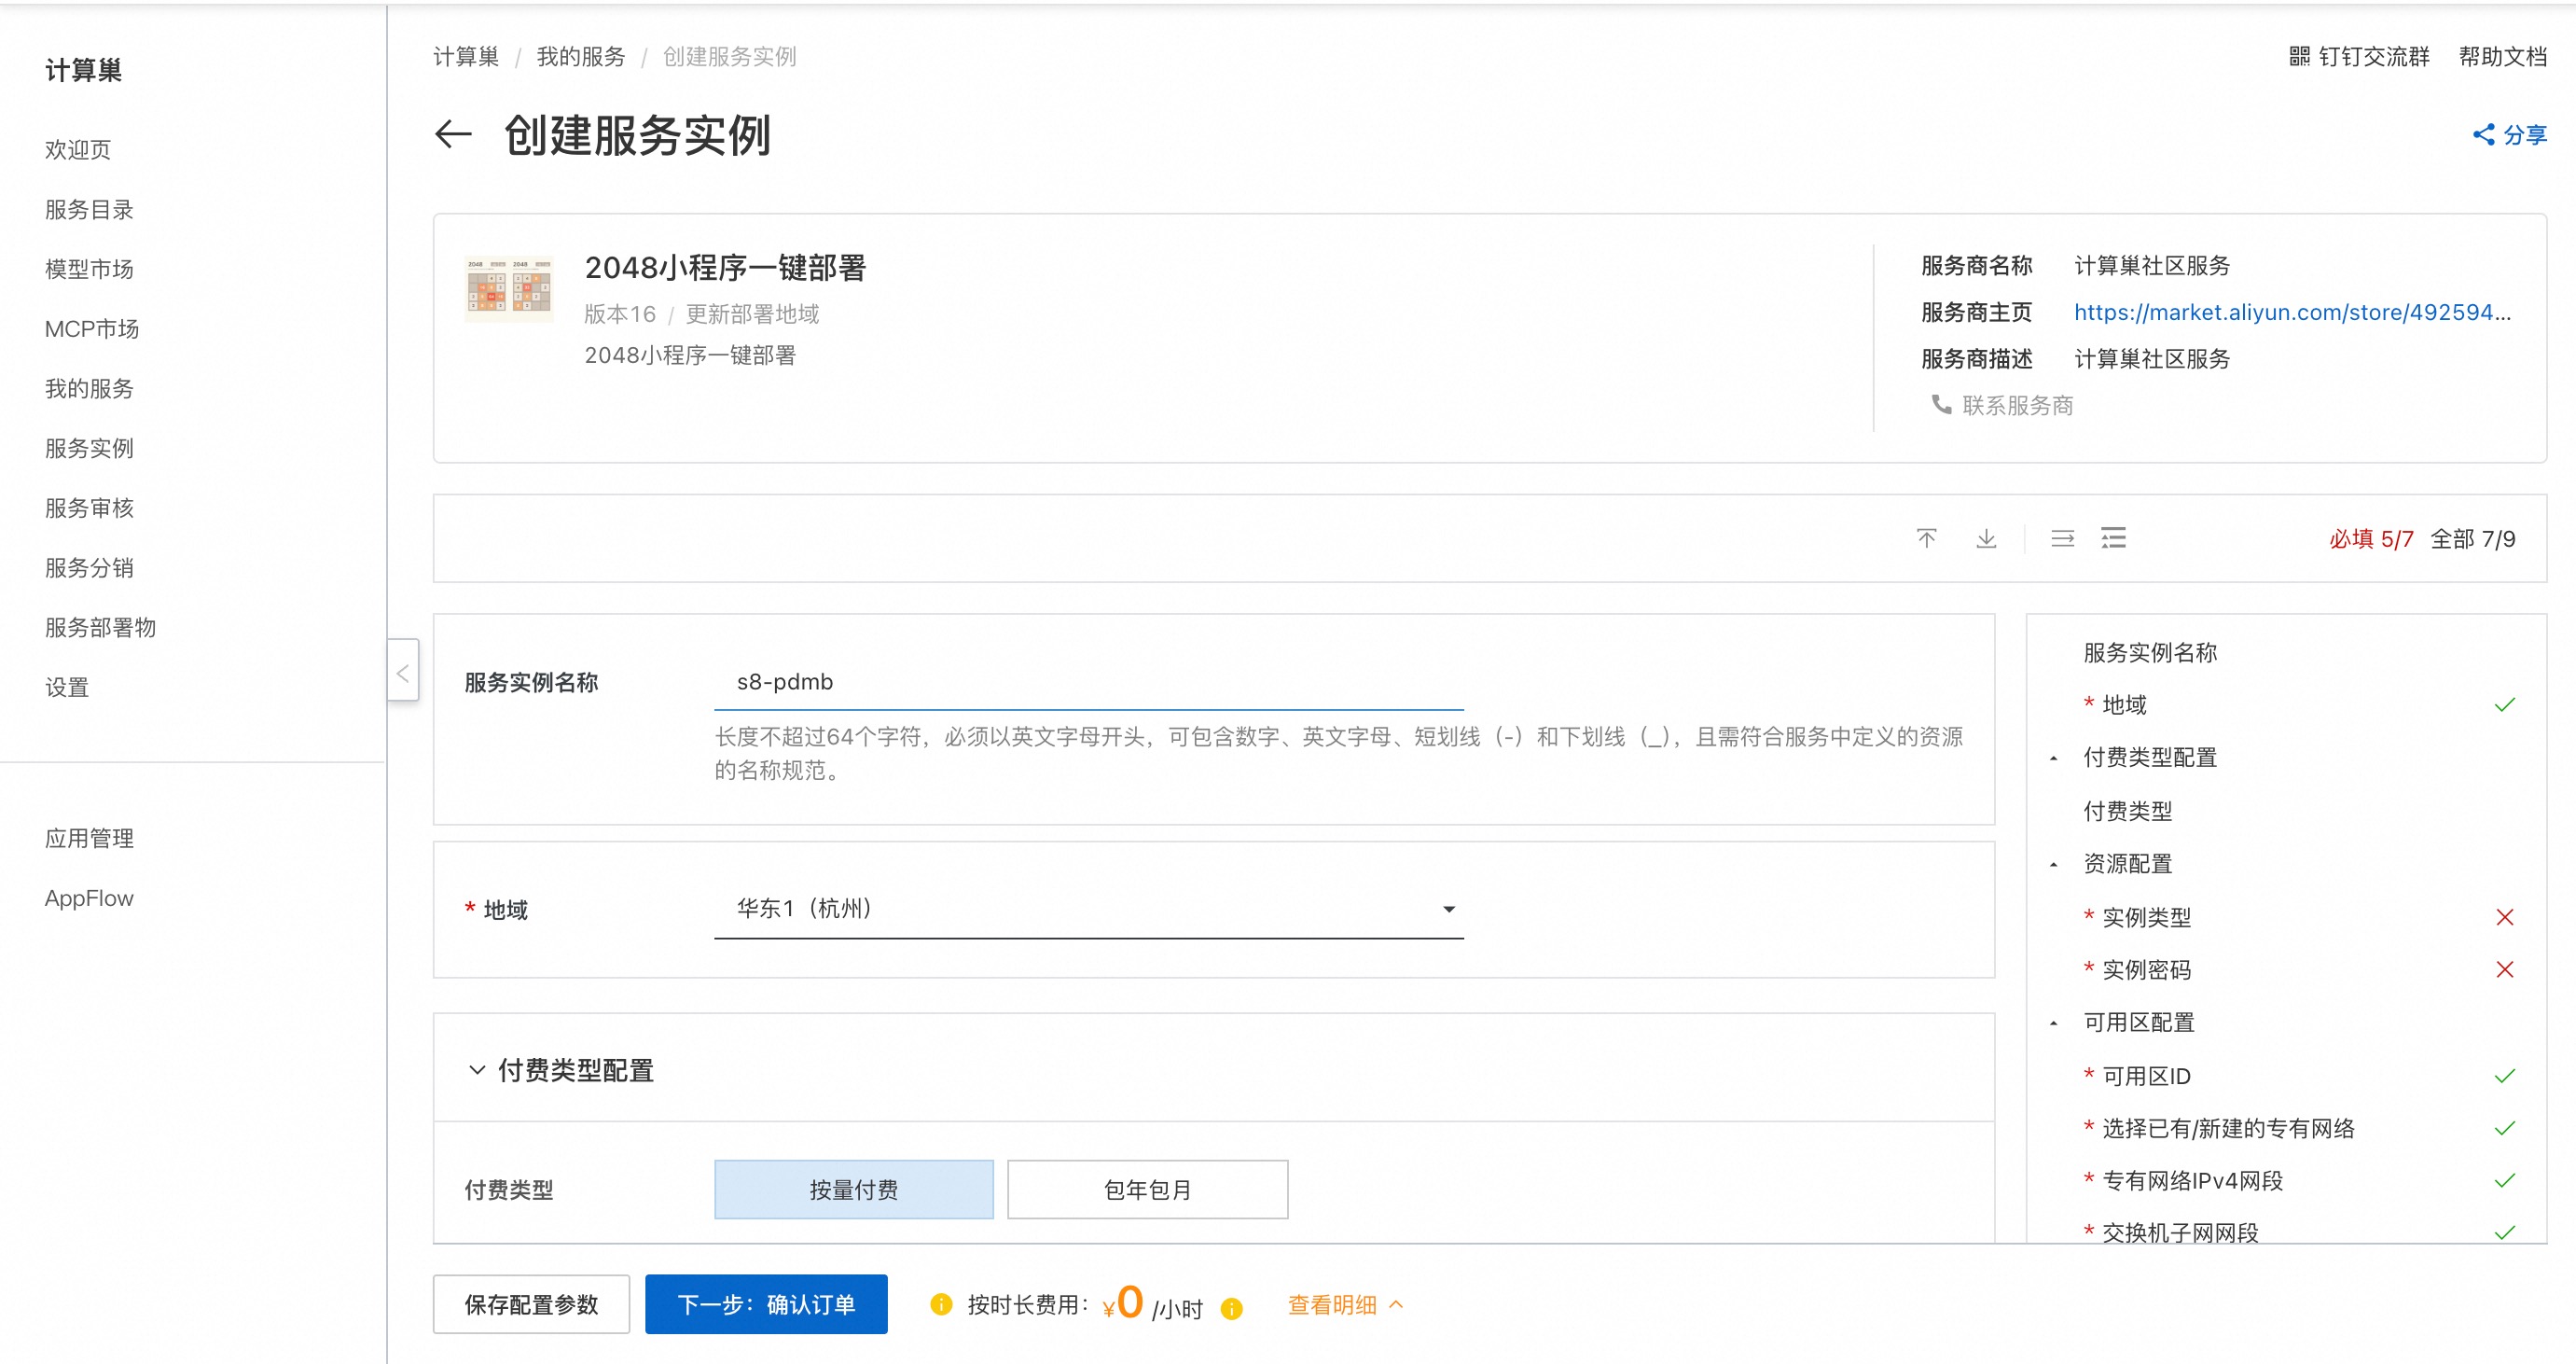 计算巢
欢迎页
服务目录
模型市场
MCP市场
我的服务
服务实例
服务审核
服务分销
服务部署物
设置
应用管理
AppFlow
计算巢 / 我的服务 / 创建服务实例
钉钉交流群 帮助文档
创建服务实例
分享
2048小程序一键部署
版本16 / 更新部署地域
2048小程序一键部署
服务商名称 计算巢社区服务
服务商主页 https://market.aliyun.com/store/492594...
服务商描述 计算巢社区服务
联系服务商
必填 5/7 全部 7/9
服务实例名称 s8-pdmb
长度不超过64个字符，必须以英文字母开头，可包含数字、英文字母、短划线（-）和下划线（_），且需符合服务中定义的资源
的名称规范。
* 地域 华东1（杭州）
付费类型配置
付费类型 按量付费 包年包月
服务实例名称
* 地域
付费类型配置
付费类型
资源配置
* 实例类型
* 实例密码
可用区配置
* 可用区ID
* 选择已有/新建的专有网络
* 专有网络IPv4网段
* 交换机子网网段
保存配置参数 下一步：确认订单 按时长费用： ¥0 /小时 查看明细